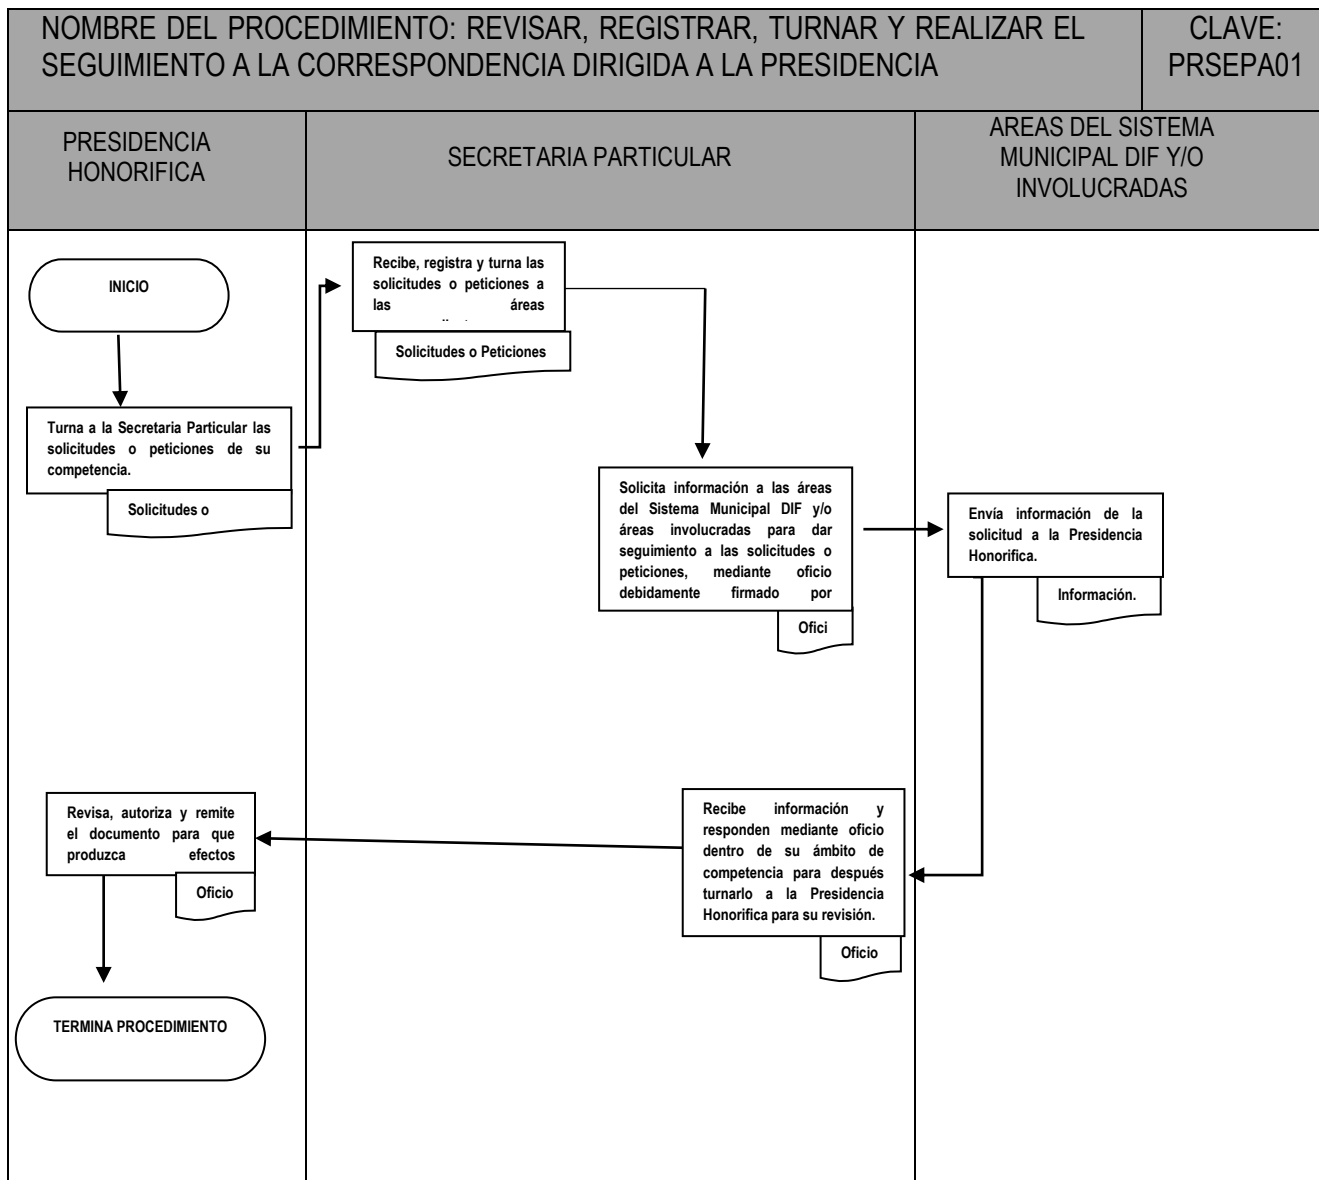 NOMBRE DEL PROCEDIMIENTO: REVISAR, REGISTRAR, TURNAR Y REALIZAR EL
SEGUIMIENTO A LA CORRESPONDENCIA DIRIGIDA A LA PRESIDENCIA
CLAVE:
PRSEPA01
PRESIDENCIA
HONORIFICA
SECRETARIA PARTICULAR
AREAS DEL SISTEMA
MUNICIPAL DIF Y/O
INVOLUCRADAS
INICIO
Recibe, registra y turna las
solicitudes o peticiones a
las áreas
Solicitudes o Peticiones
Turna a la Secretaria Particular las
solicitudes o peticiones de su
competencia.
Solicitudes o
Solicita información a las áreas
del Sistema Municipal DIF y/o
áreas involucradas para dar
seguimiento a las solicitudes o
peticiones, mediante oficio
debidamente firmado por
Ofici
Envía información de la
solicitud a la Presidencia
Honorifica.
Información.
Revisa, autoriza y remite
el documento para que
produzca efectos
Oficio
Recibe información y
responden mediante oficio
dentro de su ámbito de
competencia para después
turnarlo a la Presidencia
Honorifica para su revisión.
Oficio
TERMINA PROCEDIMIENTO